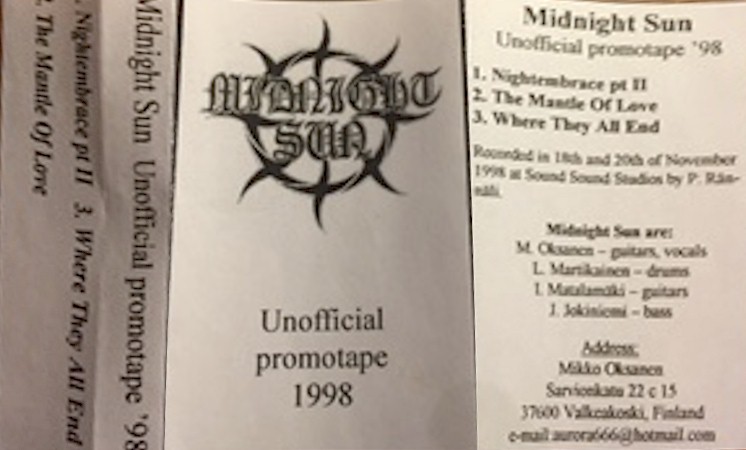 1. Nightembrace pt II 3. Where They All End
2. The Mantle Of Love
Midnight Sun Unofficial promotape '98
MIDNIGHT
SUN
Unofficial
promotape
1998
Midnight Sun
Unofficial promotape '98
1. Nightembrace pt II
2. The Mantle Of Love
3. Where They All End
Recorded in 18th and 20th of November
1998 at Sound Sound Studios by P. Rän-
näli.
Midnight Sun are:
M. Oksanen – guitars, vocals
L. Martikainen – drums
I. Matalamäki – guitars
J. Jokiniemi – bass
Address:
Mikko Oksanen
Sarvionkatu 22 c 15
37600 Valkeakoski, Finland
e-mail:aurora666@hotmail.com